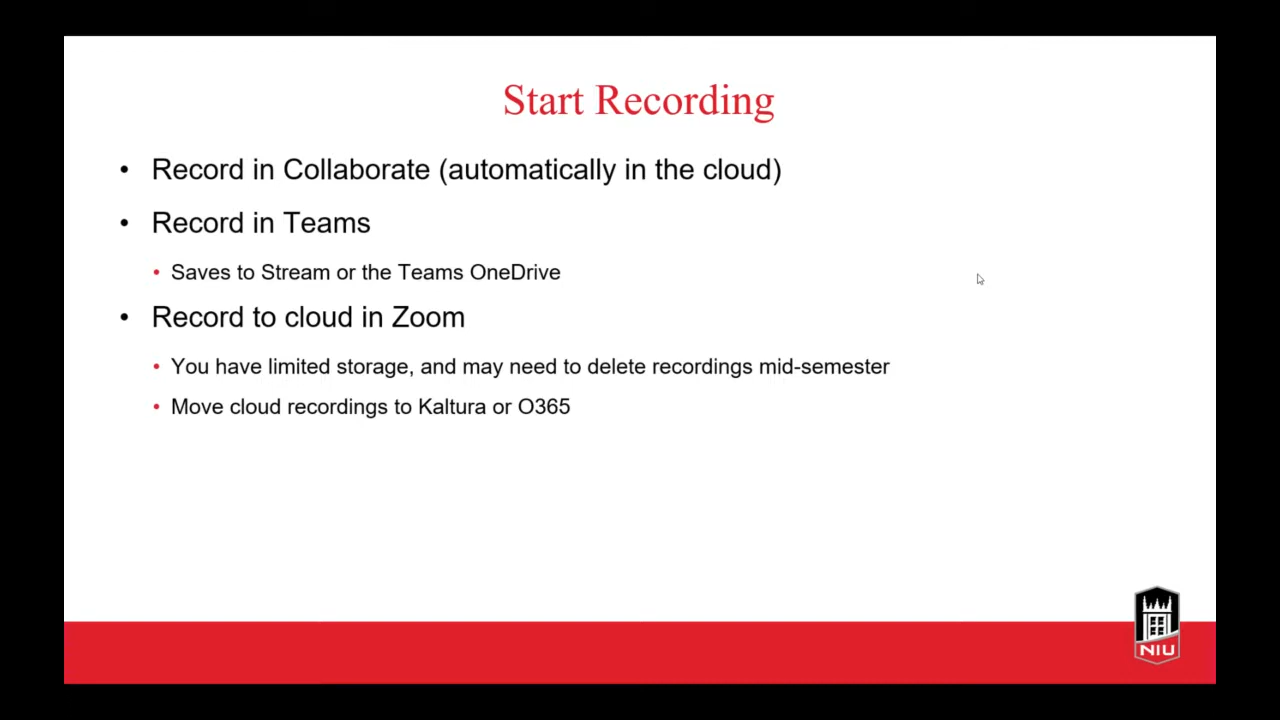 Start Recording
• Record in Collaborate (automatically in the cloud)
• Record in Teams
• Saves to Stream or the Teams OneDrive
• Record to cloud in Zoom
• You have limited storage, and may need to delete recordings mid-semester
• Move cloud recordings to Kaltura or O365
NIU